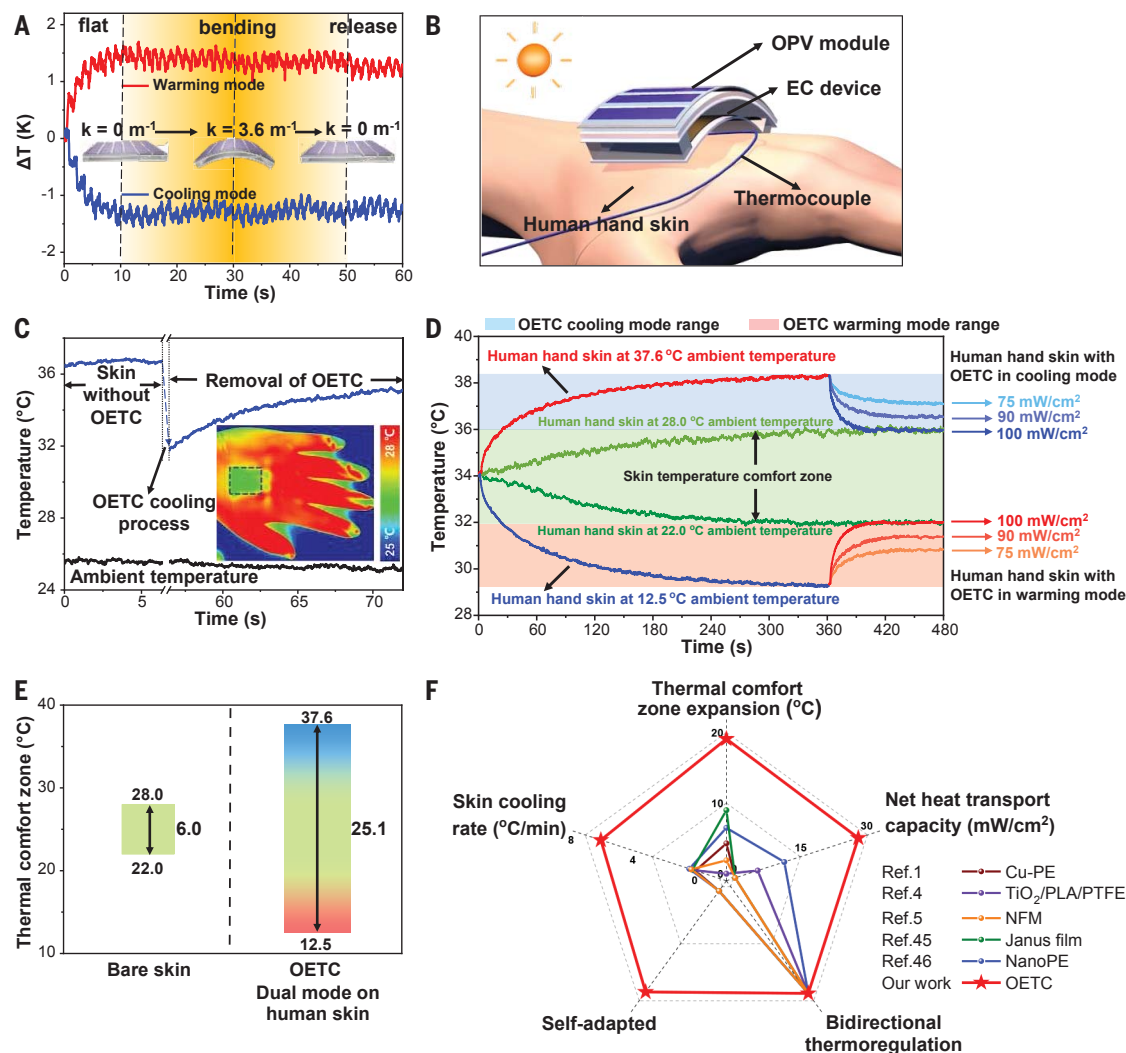 A
flat
bending
release
Warming mode
k = 0 m⁻¹
k = 3.6 m⁻¹
k = 0 m⁻¹
Cooling mode
ΔT (K)
2
1
0
-1
-2
0
10
20
30
40
50
60
Time (s)
B
OPV module
EC device
Thermocouple
Human hand skin
C
Skin
without
OETC
Removal of OETC
OETC cooling
process
28 °C
25 °C
Ambient temperature
Temperature (°C)
36
32
28
24
0
5
60
65
70
Time (s)
D
OETC cooling mode range
OETC warming mode range
Human hand skin at 37.6 °C ambient temperature
Human hand skin at 28.0 °C ambient temperature
Skin temperature comfort zone
Human hand skin at 22.0 °C ambient temperature
Human hand skin at 12.5 °C ambient temperature
Human hand skin with
OETC in cooling mode
75 mW/cm²
90 mW/cm²
100 mW/cm²
100 mW/cm²
90 mW/cm²
75 mW/cm²
Human hand skin with
OETC in warming mode
Temperature (°C)
40
38
36
34
32
30
28
0
60
120
180
240
300
360
420
480
Time (s)
E
Thermal comfort zone (°C)
40
30
20
10
28.0
6.0
22.0
37.6
25.1
12.5
Bare skin
OETC
Dual mode on
human skin
F
Thermal comfort
zone expansion (°C)
20
10
0
Net heat transport
capacity (mW/cm²)
30
15
0
Skin cooling
rate (°C/min)
8
4
0
Self-adapted
Bidirectional
thermoregulation
Ref.1 Cu-PE
Ref.4 TiO₂/PLA/PTFE
Ref.5 NFM
Ref.45 Janus film
Ref.46 NanoPE
Our work OETC